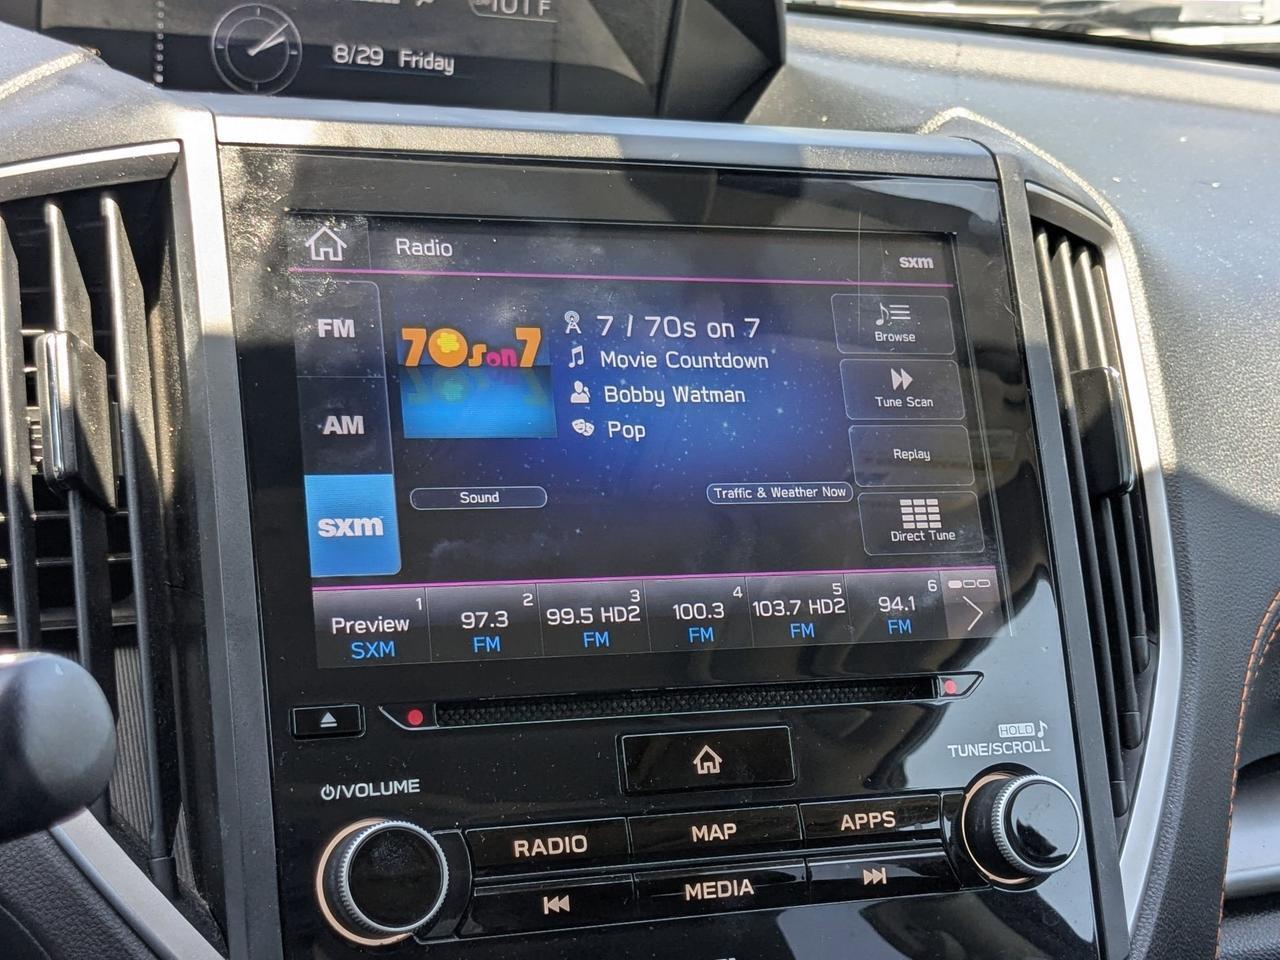 101°F
8/29 Friday
Radio
sxm
FM
AM
sxm
70s on 7
7 / 70s on 7
Movie Countdown
Bobby Watman
Pop
Browse
Tune Scan
Replay
Direct Tune
Sound
Traffic & Weather Now
1
Preview
SXM
2
97.3
FM
3
99.5 HD2
FM
4
100.3
FM
5
103.7 HD2
FM
6
94.1
FM
HOLD
TUNE/SCROLL
/VOLUME
RADIO
MAP
APPS
MEDIA